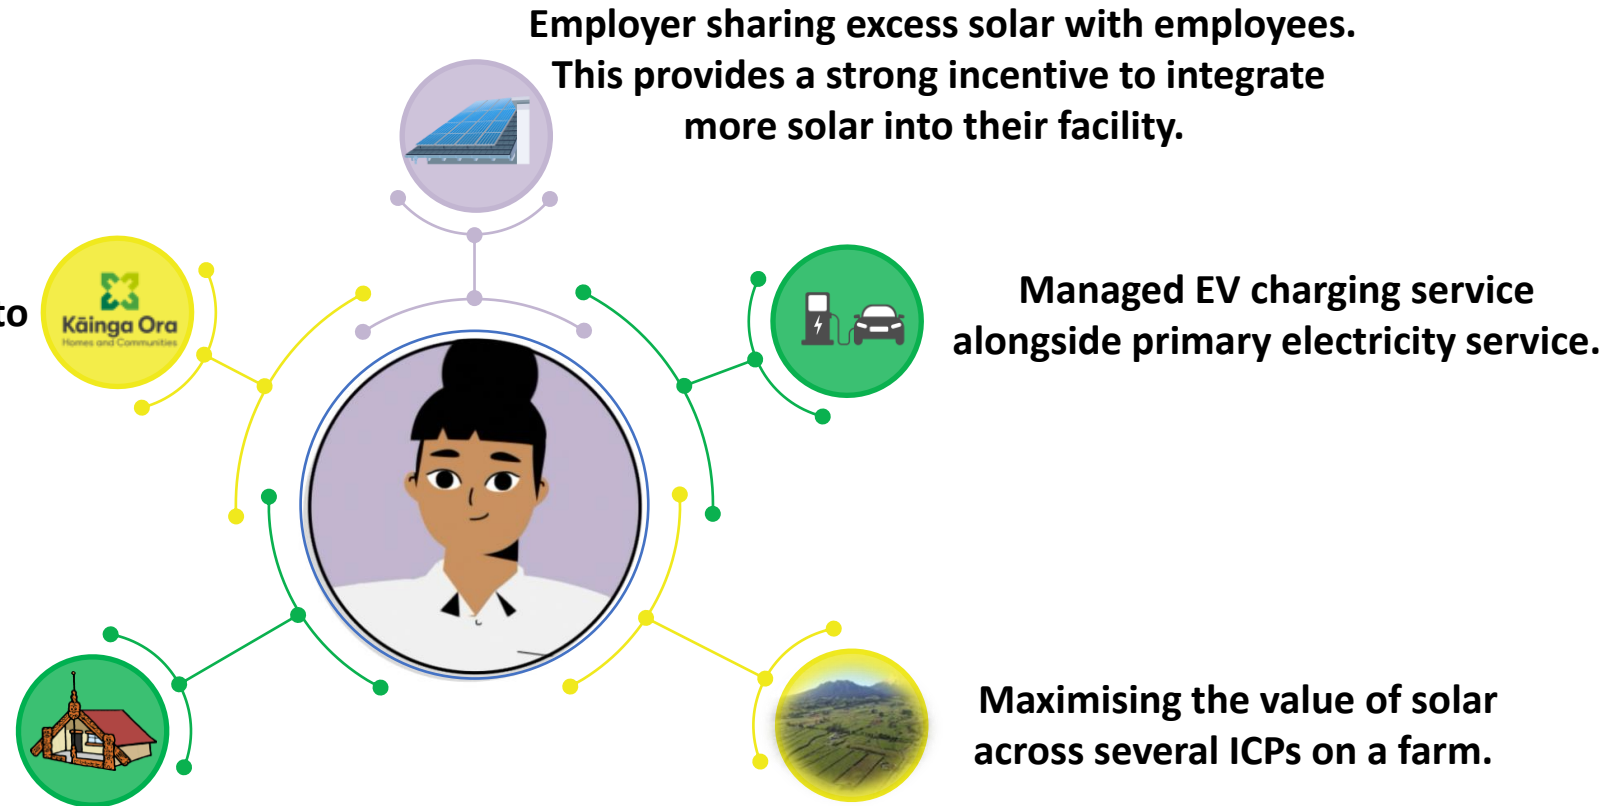 Employer sharing excess solar with employees.
This provides a strong incentive to integrate
more solar into their facility.
to
Kāinga Ora
Homes and Communities
Managed EV charging service
alongside primary electricity service.
Maximising the value of solar
across several ICPs on a farm.